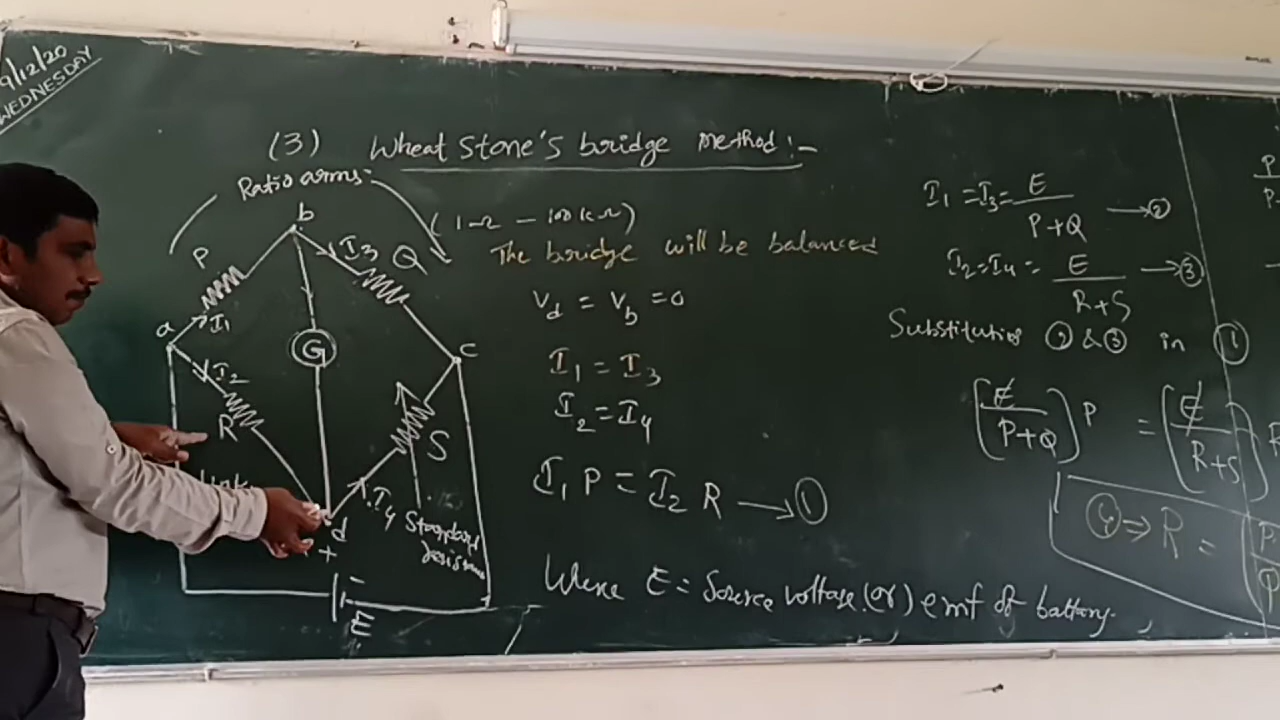 9/12/20
WEDNESDAY
(3) Wheat Stone's bridge method:-
Ratio arms
(1Ω - 100kΩ)
b
P
I3
Q
a
I1
G
c
I2
R
S
d
I4
Standard
+
-
E
The bridge will be balanced
Vd = Vb = 0
I1 = I3
I2 = I4
I1 P = I2 R → ①
Where E = Source voltage (or) emf of battery.
I1 = I3 = E / P+Q → ②
I2 = I4 = E / R+S → ③
Substituting ② & ③ in ①
[E / P+Q] P = [E / R+S] R
④ ⇒ R = (P / Q
P